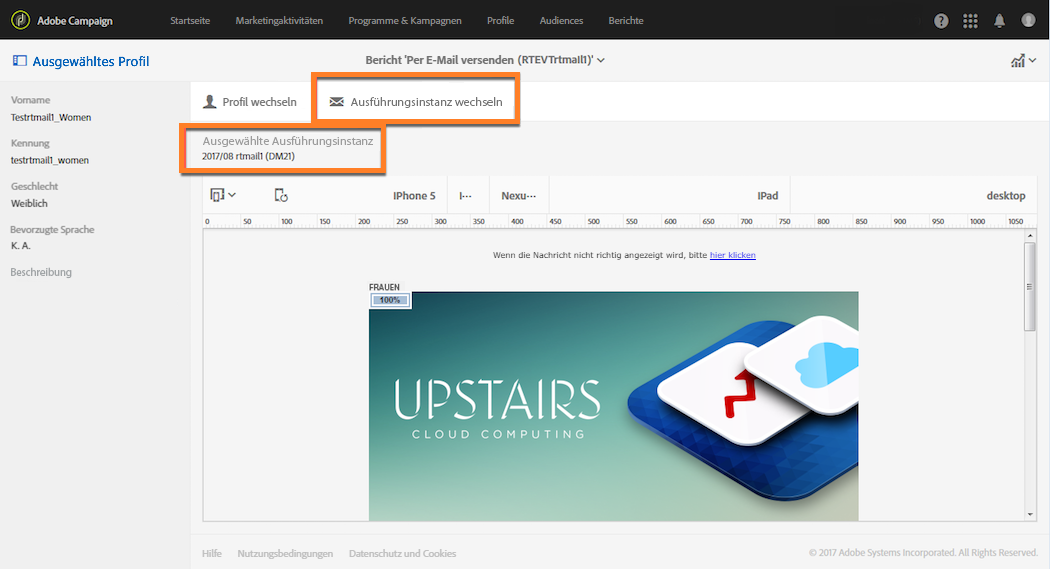 Adobe Campaign Startseite Marketingaktivitäten Programme & Kampagnen Profile Audiences Berichte
Ausgewähltes Profil
Bericht 'Per E-Mail versenden (RTEVTrtmail1)'
Vorname
Testrtmail1_Women
Kennung
testrtmail1_women
Geschlecht
Weiblich
Bevorzugte Sprache
K. A.
Beschreibung
Profil wechseln
Ausführungsinstanz wechseln
Ausgewählte Ausführungsinstanz
2017/08 rtmail1 (DM21)
IPhone 5 I··· Nexu··· IPad desktop
0 50 100 150 200 250 300 350 400 450 500 550 600 650 700 750 800 850 900 950 1000 1050
Wenn die Nachricht nicht richtig angezeigt wird, bitte hier klicken
FRAUEN
100%
UPSTAIRS
CLOUD COMPUTING
Hilfe Nutzungsbedingungen Datenschutz und Cookies © 2017 Adobe Systems Incorporated. All Rights Reserved.